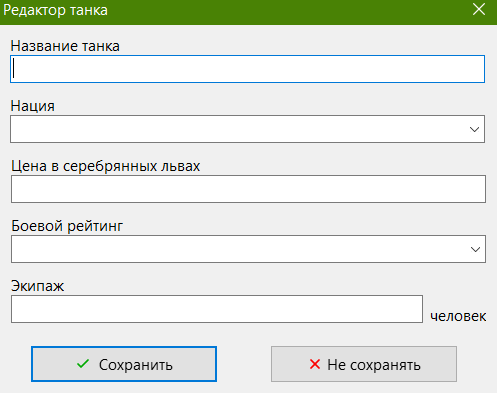 Редактор танка
Название танка
Нация
Цена в серебрянных львах
Боевой рейтинг
Экипаж
человек
Сохранить
Не сохранять